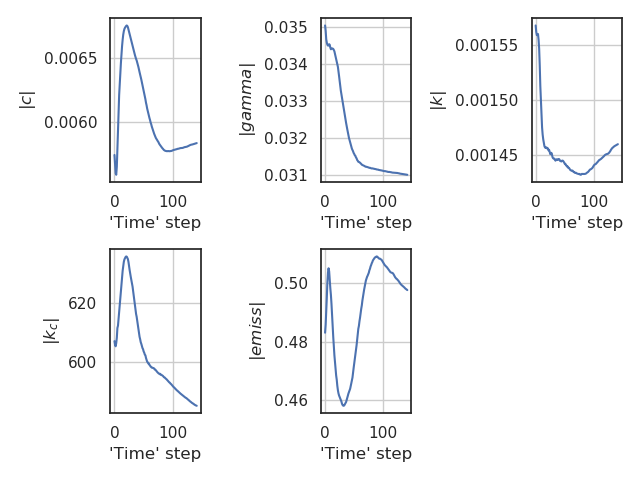 |c|
0.0065
0.0060
0 100
'Time' step
|gamma|
0.035
0.034
0.033
0.032
0.031
0 100
'Time' step
|k|
0.00155
0.00150
0.00145
0 100
'Time' step
|k_c|
620
600
0 100
'Time' step
|emiss|
0.50
0.48
0.46
0 100
'Time' step